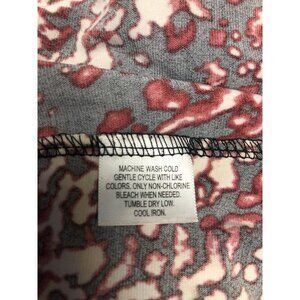 MACHINE WASH COLD
GENTLE CYCLE WITH LIKE
COLORS. ONLY NON-CHLORINE
BLEACH WHEN NEEDED.
TUMBLE DRY LOW.
COOL IRON.